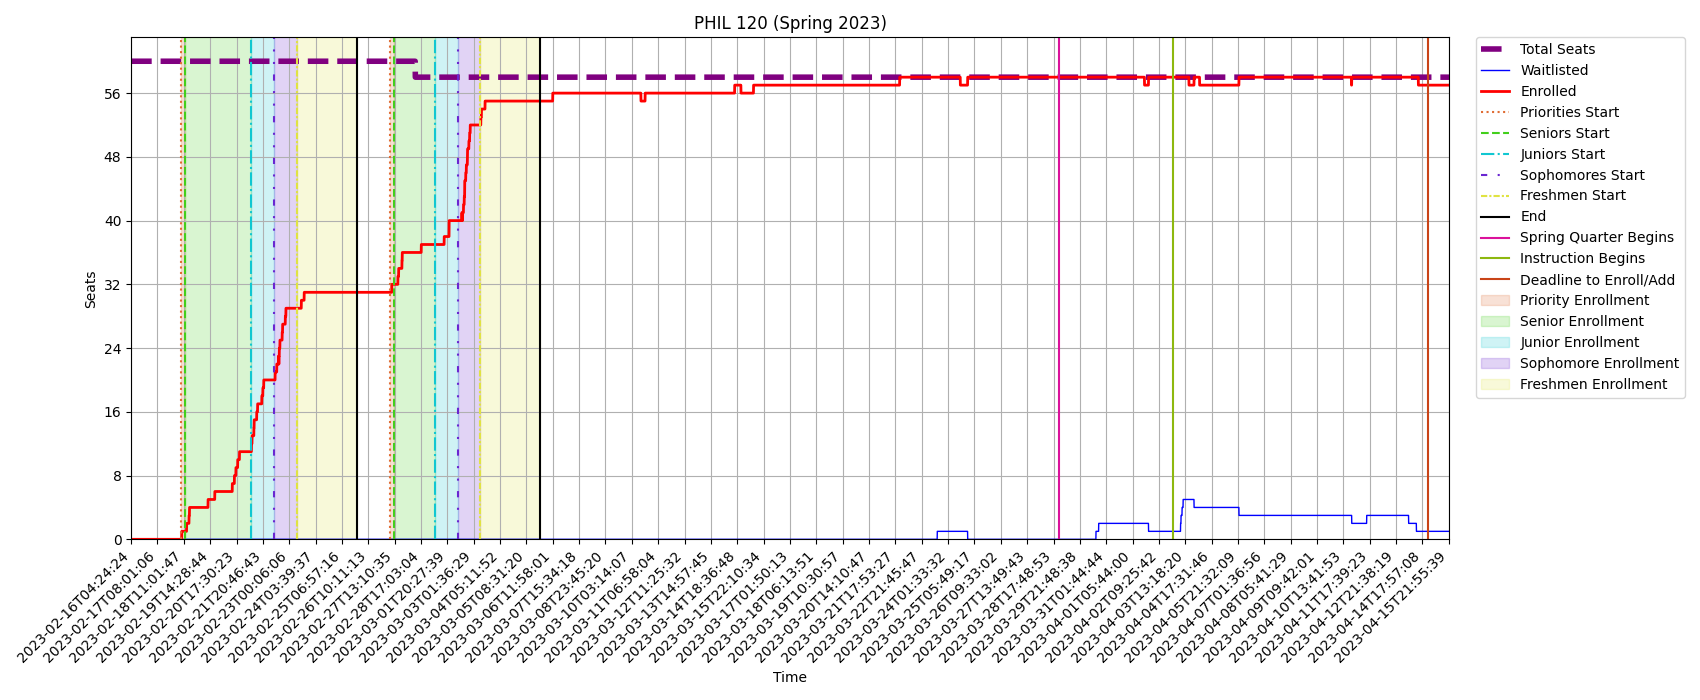 PHIL 120 (Spring 2023)
Seats
56
48
40
32
24
16
8
0
2023-02-16T04:24:24
2023-02-17T08:01:06
2023-02-18T11:01:47
2023-02-19T14:28:44
2023-02-20T17:30:23
2023-02-21T20:46:43
2023-02-23T00:06:06
2023-02-24T03:39:37
2023-02-25T06:57:16
2023-02-26T10:11:13
2023-02-27T13:10:35
2023-02-28T17:03:04
2023-03-01T20:27:39
2023-03-03T01:36:29
2023-03-04T05:11:52
2023-03-05T08:31:20
2023-03-06T11:58:01
2023-03-07T15:34:18
2023-03-08T23:45:20
2023-03-10T03:14:07
2023-03-11T06:58:04
2023-03-12T11:25:32
2023-03-13T14:57:45
2023-03-14T18:36:48
2023-03-15T22:10:34
2023-03-17T01:50:13
2023-03-18T06:13:51
2023-03-19T10:30:57
2023-03-20T14:10:47
2023-03-21T17:53:27
2023-03-22T21:45:47
2023-03-24T01:33:32
2023-03-25T05:49:17
2023-03-26T09:33:02
2023-03-27T13:49:43
2023-03-28T17:48:53
2023-03-29T21:48:38
2023-03-31T01:44:44
2023-04-01T05:44:00
2023-04-02T09:25:42
2023-04-03T13:18:20
2023-04-04T17:31:46
2023-04-05T21:32:09
2023-04-07T01:36:56
2023-04-08T05:41:29
2023-04-09T09:42:01
2023-04-10T13:41:53
2023-04-11T17:39:23
2023-04-12T21:38:19
2023-04-14T17:57:08
2023-04-15T21:55:39
Time
Total Seats
Waitlisted
Enrolled
Priorities Start
Seniors Start
Juniors Start
Sophomores Start
Freshmen Start
End
Spring Quarter Begins
Instruction Begins
Deadline to Enroll/Add
Priority Enrollment
Senior Enrollment
Junior Enrollment
Sophomore Enrollment
Freshmen Enrollment